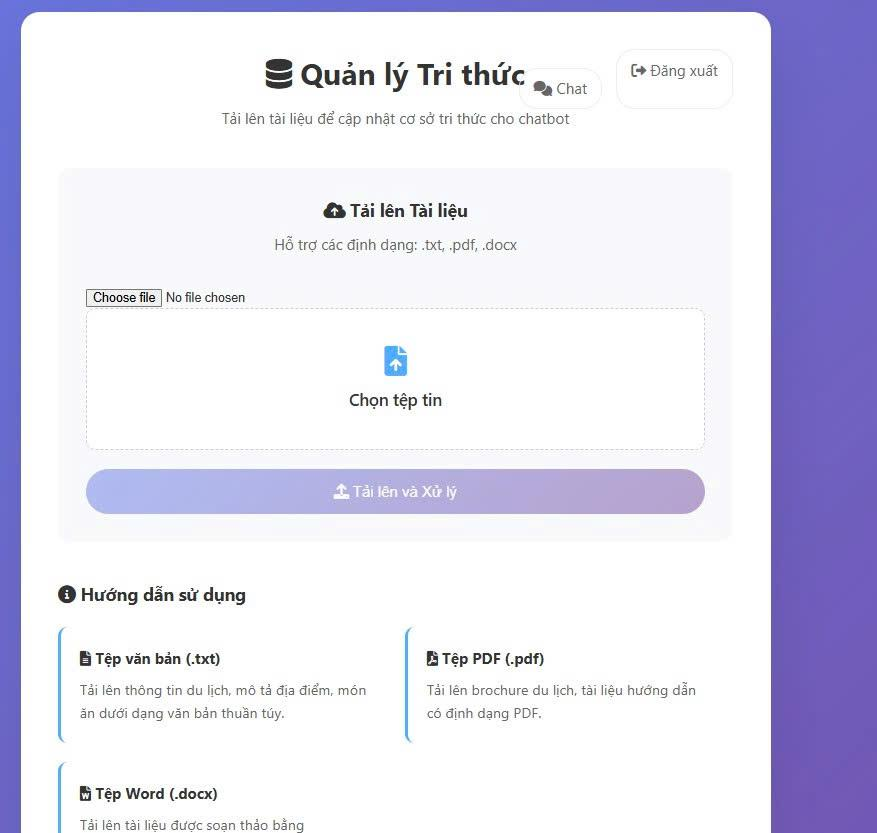 Quản lý Tri thức
Chat
Đăng xuất
Tải lên tài liệu để cập nhật cơ sở tri thức cho chatbot
Tải lên Tài liệu
Hỗ trợ các định dạng: .txt, .pdf, .docx
Choose file No file chosen
Chọn tệp tin
Tải lên và Xử lý
Hướng dẫn sử dụng
Tệp văn bản (.txt)
Tải lên thông tin du lịch, mô tả địa điểm, món
ăn dưới dạng văn bản thuần túy.
Tệp PDF (.pdf)
Tải lên brochure du lịch, tài liệu hướng dẫn
có định dạng PDF.
Tệp Word (.docx)
Tải lên tài liệu được soạn thảo bằng